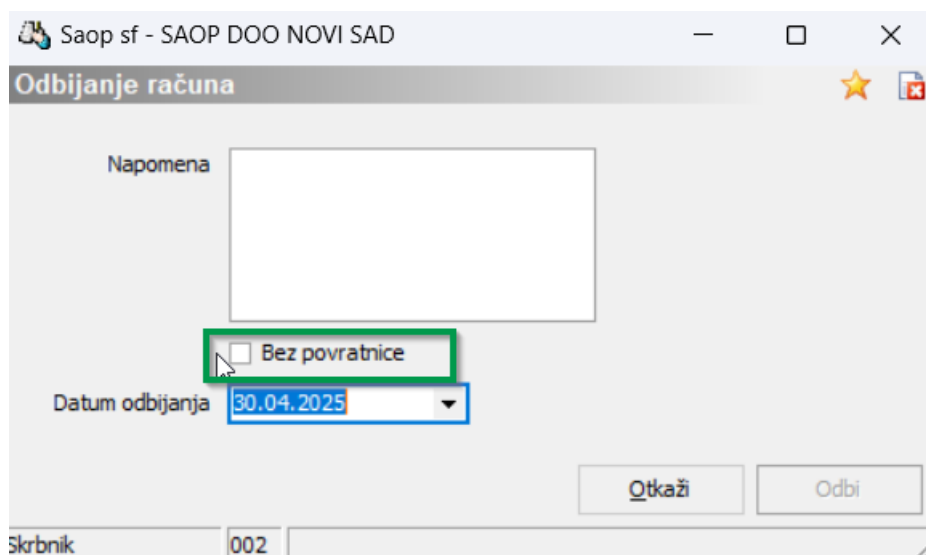 Saop sf - SAOP DOO NOVI SAD
Odbijanje računa
Napomena
Bez povratnice
Datum odbijanja 30.04.2025
Otkaži Odbi
Skrbnik 002